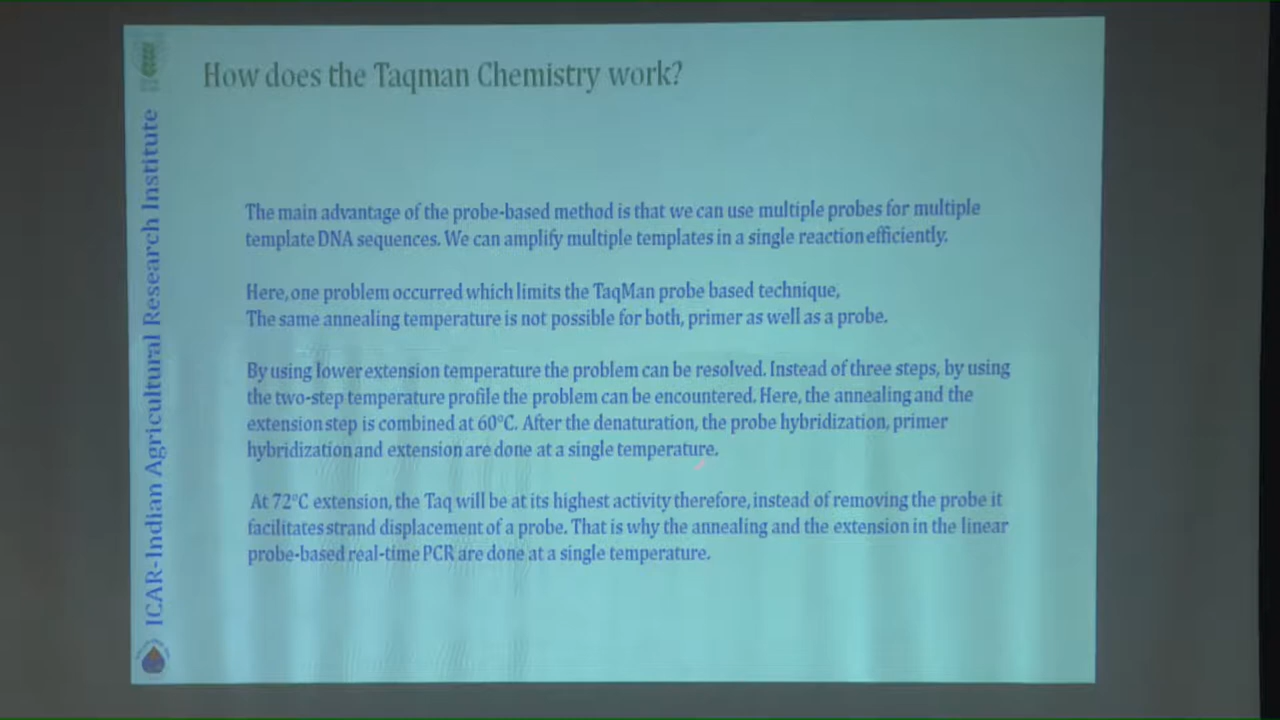 How does the Taqman Chemistry work?
ICAR-Indian Agricultural Research Institute
The main advantage of the probe-based method is that we can use multiple probes for multiple
template DNA sequences. We can amplify multiple templates in a single reaction efficiently.
Here, one problem occurred which limits the TaqMan probe based technique,
The same annealing temperature is not possible for both, primer as well as a probe.
By using lower extension temperature the problem can be resolved. Instead of three steps, by using
the two-step temperature profile the problem can be encountered. Here, the annealing and the
extension step is combined at 60°C. After the denaturation, the probe hybridization, primer
hybridization and extension are done at a single temperature.
At 72°C extension, the Taq will be at its highest activity therefore, instead of removing the probe it
facilitates strand displacement of a probe. That is why the annealing and the extension in the linear
probe-based real-time PCR are done at a single temperature.